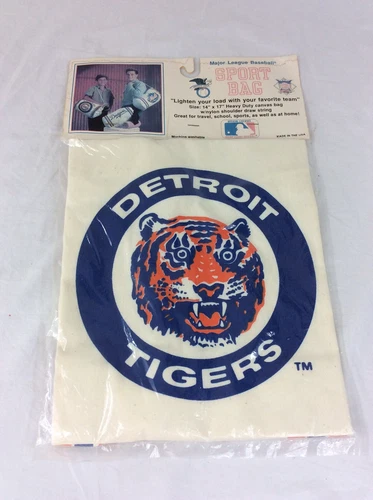 Major League Baseball
SPORT
BAG
"Lighten your load with your favorite team"
Size: 14" x 17" Heavy Duty canvas bag
w/nylon shoulder draw string
Great for travel, school, sports, as well as at home!
MADE IN THE USA
DETROIT
TIGERS
TM